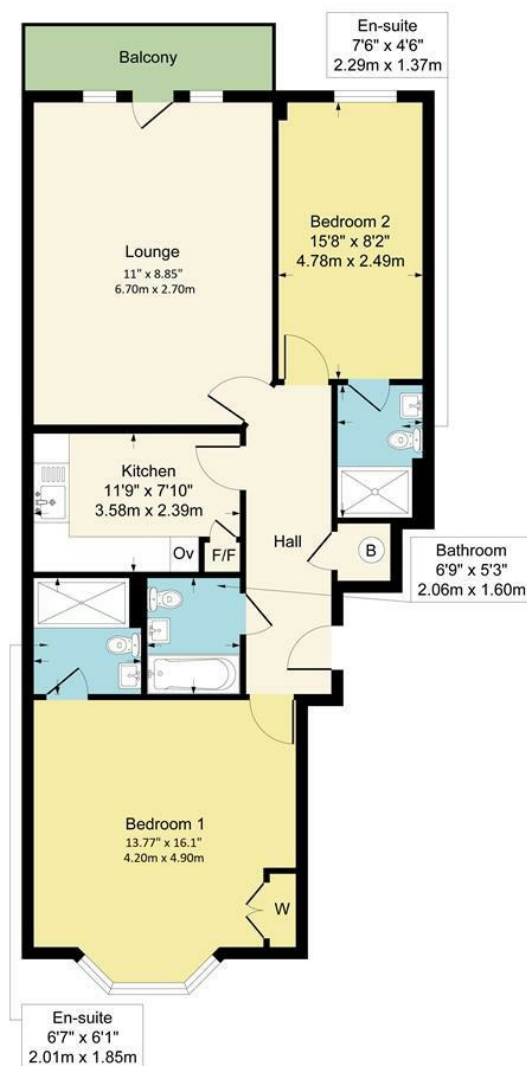 En-suite
7'6" x 4'6"
2.29m x 1.37m
Balcony
Bedroom 2
15'8" x 8'2"
4.78m x 2.49m
Lounge
11" x 8.85"
6.70m x 2.70m
Kitchen
11'9" x 7'10"
3.58m x 2.39m
Ov
F/F
Hall
B
Bathroom
6'9" x 5'3"
2.06m x 1.60m
Bedroom 1
13.77" x 16.1"
4.20m x 4.90m
W
En-suite
6'7" x 6'1"
2.01m x 1.85m